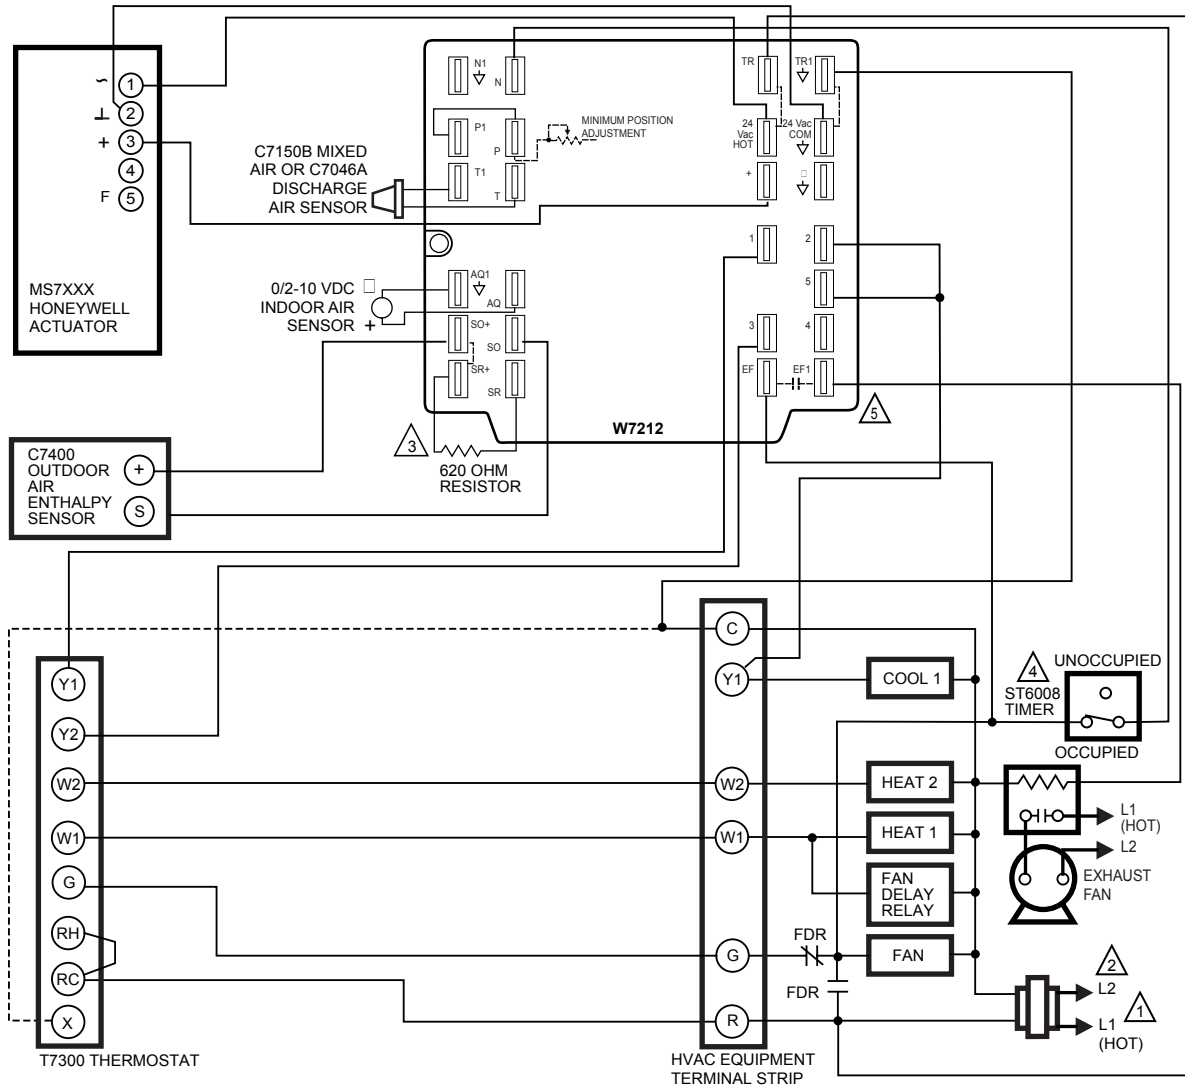 ~ 1
⊥ 2
+ 3
4
F 5
MS7XXX
HONEYWELL
ACTUATOR
C7150B MIXED
AIR OR C7046A
DISCHARGE
AIR SENSOR
0/2-10 VDC □
INDOOR AIR
SENSOR +
N1
N
P1
P
MINIMUM POSITION
ADJUSTMENT
T1
T
AQ1
AQ
SO+
SO
SR+
SR
TR
TR1
24
Vac
HOT
24 Vac
COM
+
□
1
2
5
3
4
EF
EF1
W7212
5
3
620 OHM
RESISTOR
C7400
OUTDOOR
AIR
ENTHALPY
SENSOR
+
S
Y1
Y2
W2
W1
G
RH
RC
X
T7300 THERMOSTAT
C
Y1
W2
W1
G
R
HVAC EQUIPMENT
TERMINAL STRIP
COOL 1
HEAT 2
HEAT 1
FAN
DELAY
RELAY
FDR
FAN
FDR
4
ST6008
TIMER
UNOCCUPIED
OCCUPIED
L1
(HOT)
L2
EXHAUST
FAN
2
L2
1
L1
(HOT)